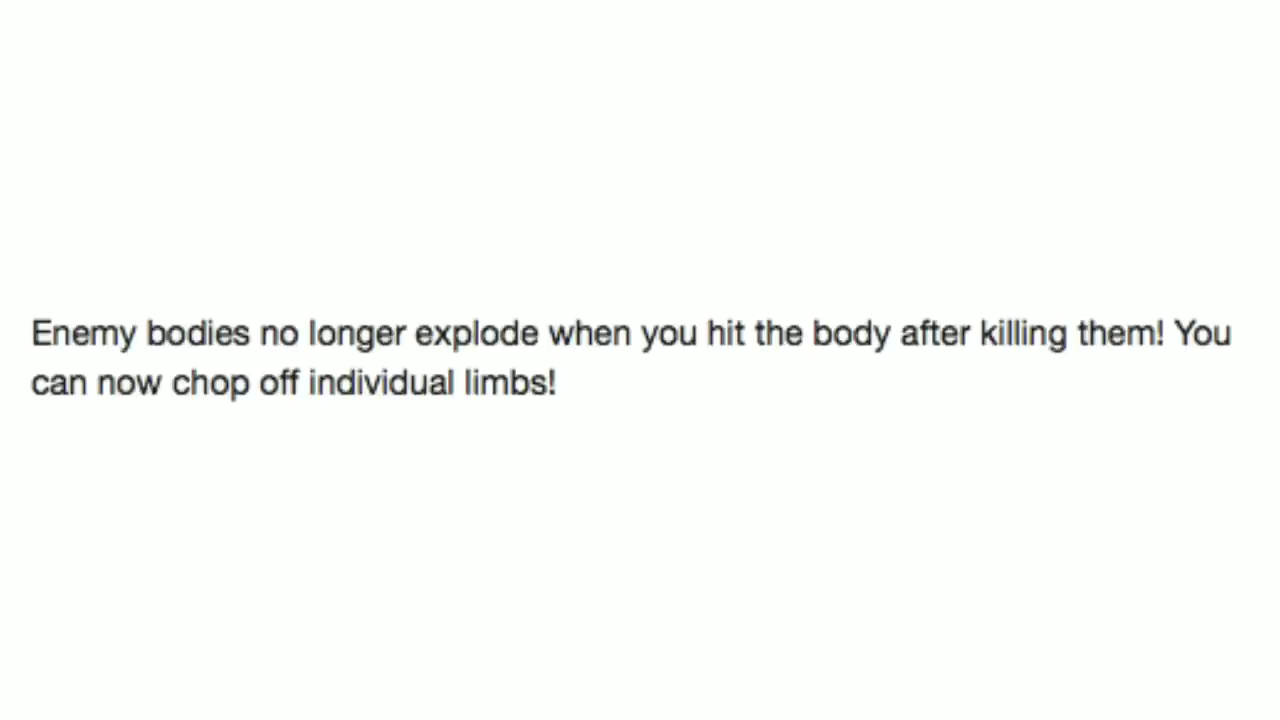 Enemy bodies no longer explode when you hit the body after killing them! You
can now chop off individual limbs!